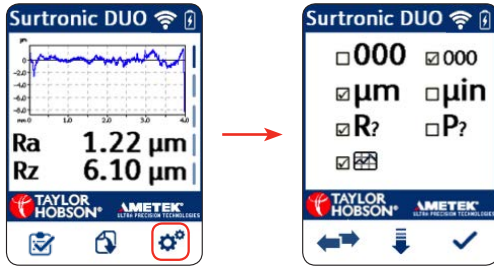 Surtronic DUO
µm
0
-2.0
-4.0
-6.0
-8.0
mm 0 1.0 2.0 3.0 4.0
Ra 1.22 µm
Rz 6.10 µm
TAYLOR HOBSON® AMETEK®
ULTRA PRECISION TECHNOLOGIES
Surtronic DUO
000 000
µm µin
R? P?
TAYLOR HOBSON® AMETEK®
ULTRA PRECISION TECHNOLOGIES